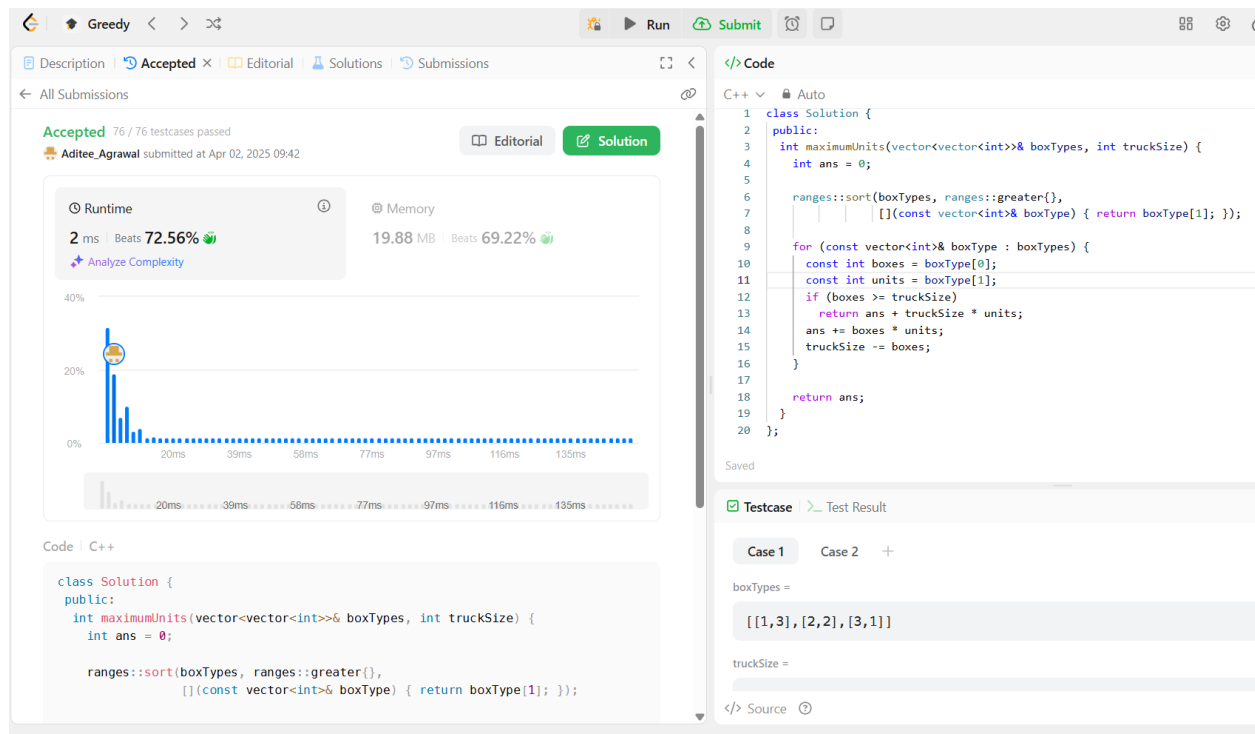 Greedy
Run
Submit
Description
Accepted
Editorial
Solutions
Submissions
All Submissions
Accepted 76 / 76 testcases passed
Aditee_Agrawal submitted at Apr 02, 2025 09:42
Editorial
Solution
Runtime
2 ms Beats 72.56%
Analyze Complexity
Memory
19.88 MB Beats 69.22%
40%
20%
0%
20ms 39ms 58ms 77ms 97ms 116ms 135ms
20ms 39ms 58ms 77ms 97ms 116ms 135ms
Code C++
class Solution {
public:
int maximumUnits(vector<vector<int>>& boxTypes, int truckSize) {
int ans = 0;
ranges::sort(boxTypes, ranges::greater{},
[](const vector<int>& boxType) { return boxType[1]; });
</> Code
C++ Auto
1 class Solution {
2 public:
3 int maximumUnits(vector<vector<int>>& boxTypes, int truckSize) {
4 int ans = 0;
5
6 ranges::sort(boxTypes, ranges::greater{},
7 [](const vector<int>& boxType) { return boxType[1]; });
8
9 for (const vector<int>& boxType : boxTypes) {
10 const int boxes = boxType[0];
11 const int units = boxType[1];
12 if (boxes >= truckSize)
13 return ans + truckSize * units;
14 ans += boxes * units;
15 truckSize -= boxes;
16 }
17
18 return ans;
19 }
20 };
Saved
Testcase
>_ Test Result
Case 1 Case 2 +
boxTypes =
[[1,3],[2,2],[3,1]]
truckSize =
</> Source ?